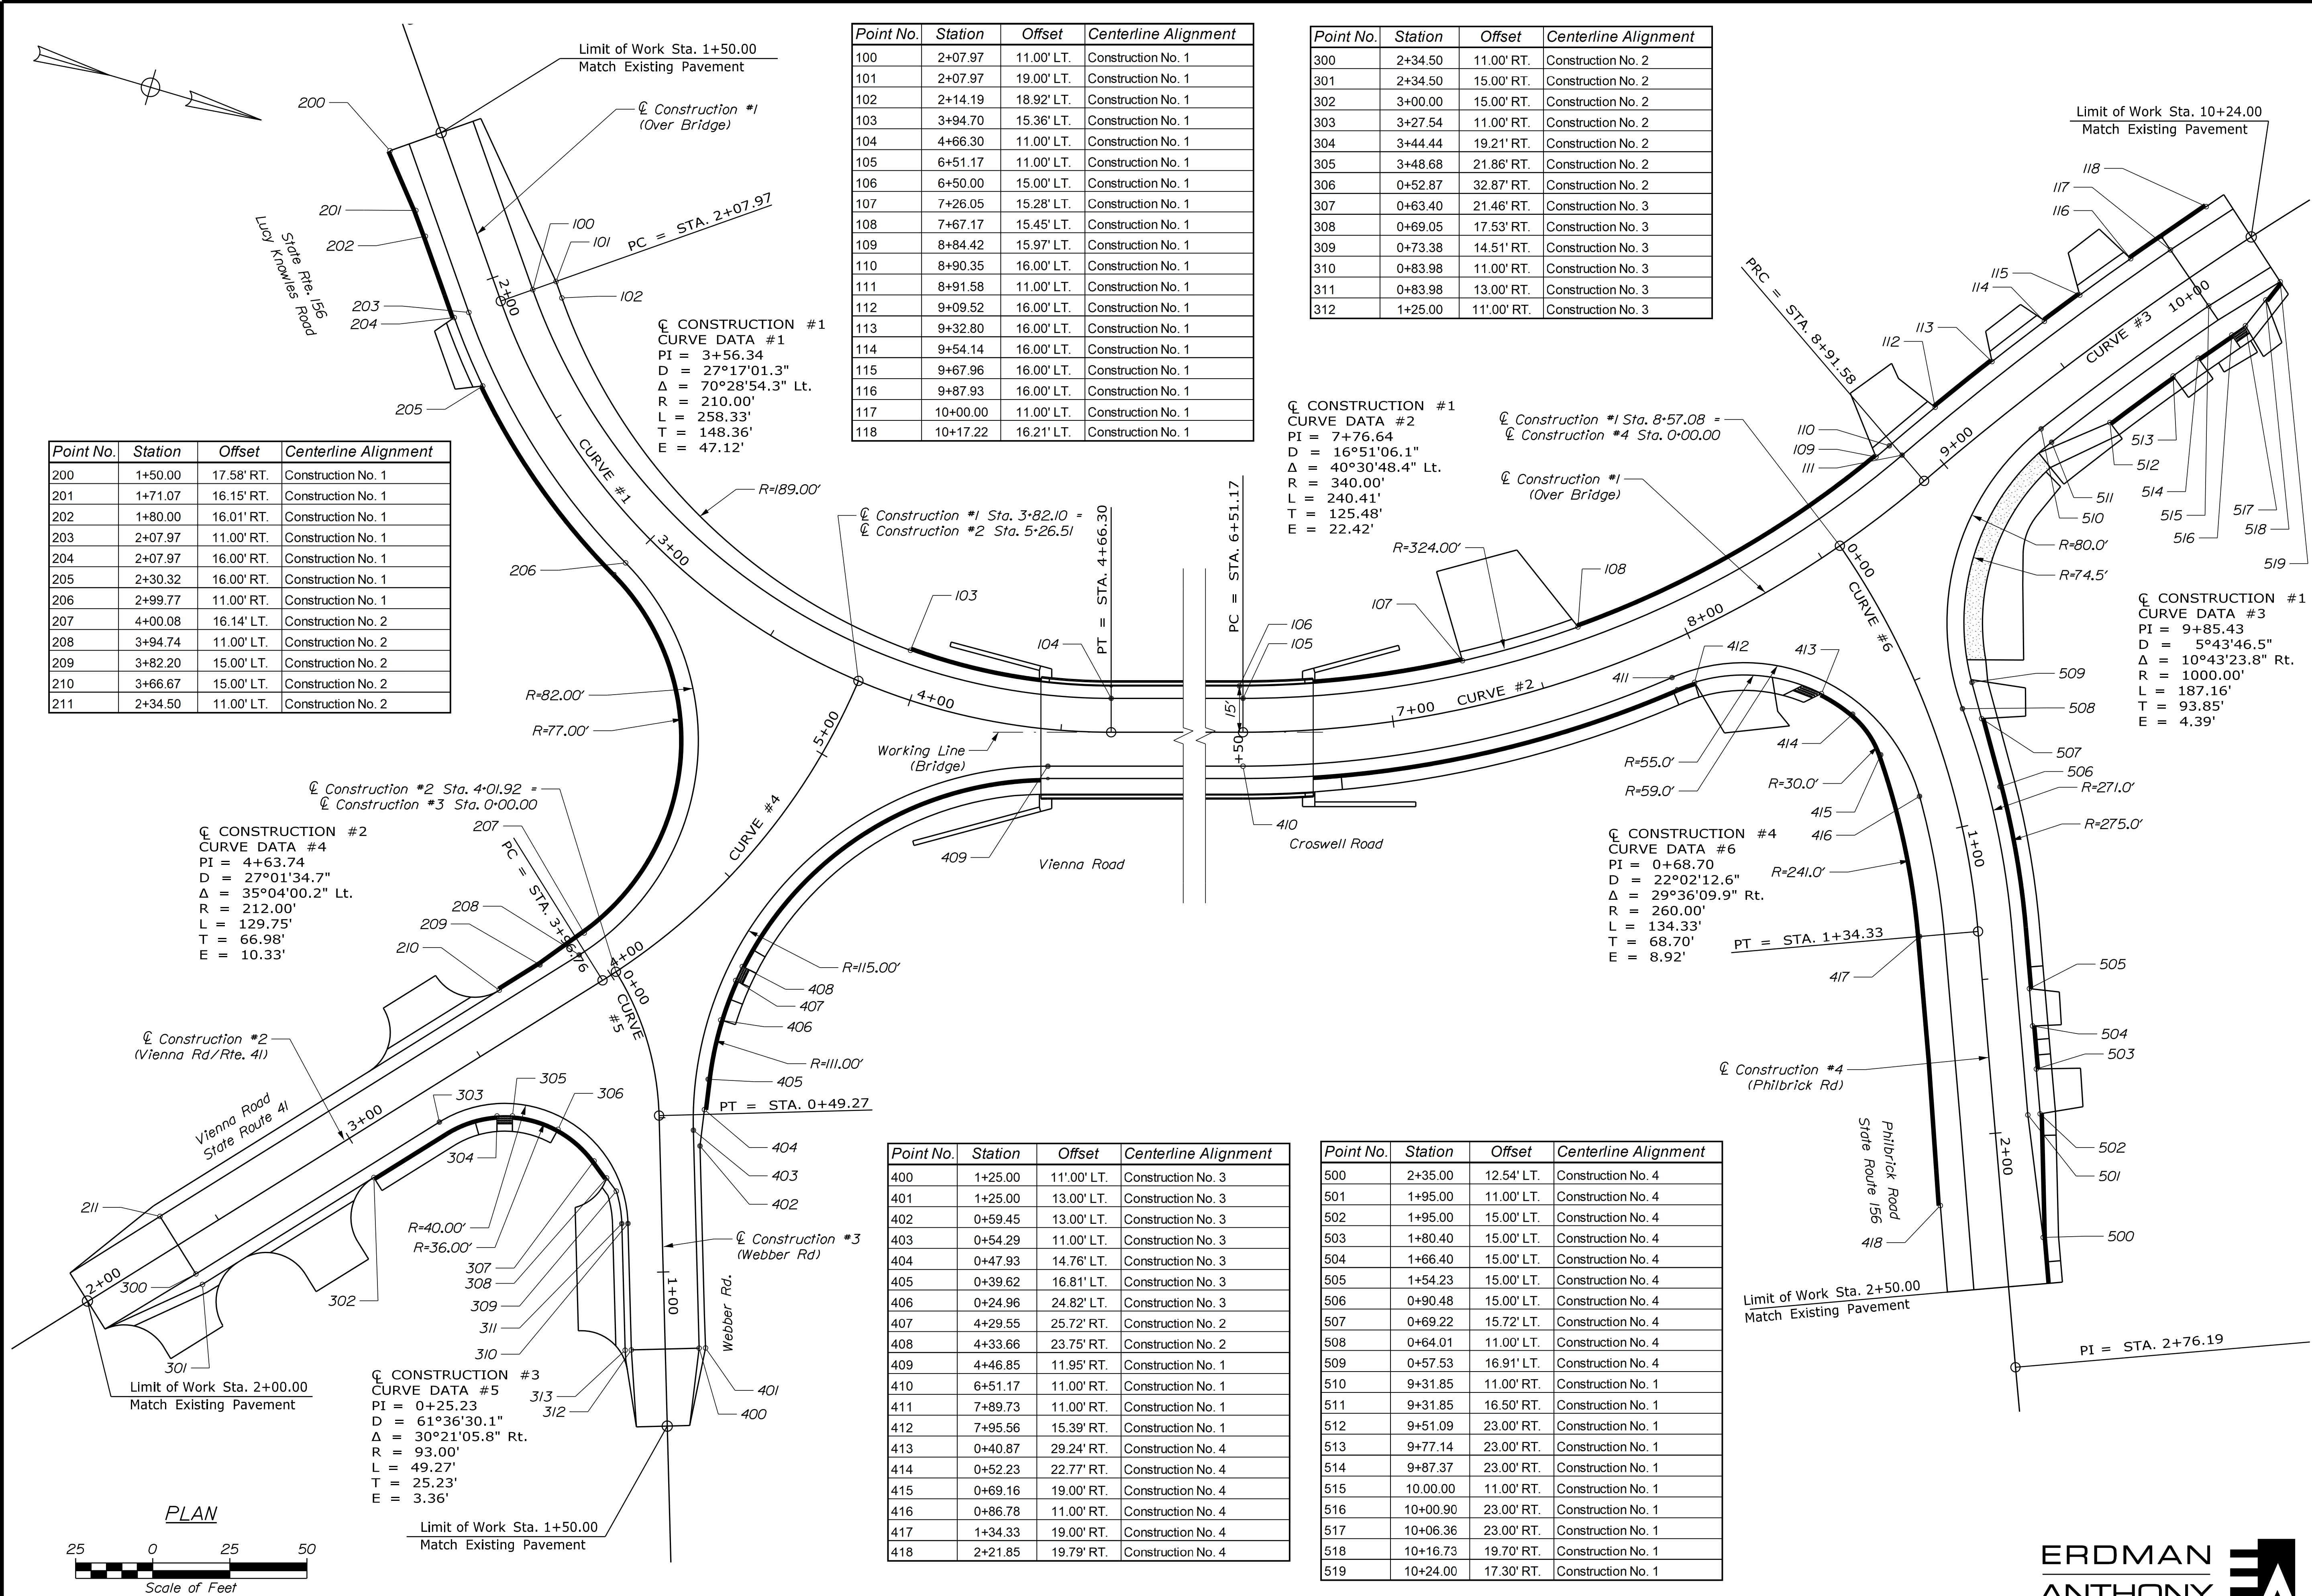 Limit of Work Sta. 1+50.00
Match Existing Pavement
℄ Construction #1
(Over Bridge)
200
201
202
203
204
205
206
100
101
102
PC = STA. 2+07.97
2+00
State Rte. 156
Lucy Knowles Road
℄ CONSTRUCTION #1
CURVE DATA #1
PI = 3+56.34
D = 27°17'01.3"
Δ = 70°28'54.3" Lt.
R = 210.00'
L = 258.33'
T = 148.36'
E = 47.12'
CURVE #1
R=189.00'
3+00
Point No. Station Offset Centerline Alignment
100 2+07.97 11.00' LT. Construction No. 1
101 2+07.97 19.00' LT. Construction No. 1
102 2+14.19 18.92' LT. Construction No. 1
103 3+94.70 15.36' LT. Construction No. 1
104 4+66.30 11.00' LT. Construction No. 1
105 6+51.17 11.00' LT. Construction No. 1
106 6+50.00 15.00' LT. Construction No. 1
107 7+26.05 15.28' LT. Construction No. 1
108 7+67.17 15.45' LT. Construction No. 1
109 8+84.42 15.97' LT. Construction No. 1
110 8+90.35 16.00' LT. Construction No. 1
111 8+91.58 11.00' LT. Construction No. 1
112 9+09.52 16.00' LT. Construction No. 1
113 9+32.80 16.00' LT. Construction No. 1
114 9+54.14 16.00' LT. Construction No. 1
115 9+67.96 16.00' LT. Construction No. 1
116 9+87.93 16.00' LT. Construction No. 1
117 10+00.00 11.00' LT. Construction No. 1
118 10+17.22 16.21' LT. Construction No. 1
Point No. Station Offset Centerline Alignment
300 2+34.50 11.00' RT. Construction No. 2
301 2+34.50 15.00' RT. Construction No. 2
302 3+00.00 15.00' RT. Construction No. 2
303 3+27.54 11.00' RT. Construction No. 2
304 3+44.44 19.21' RT. Construction No. 2
305 3+48.68 21.86' RT. Construction No. 2
306 0+52.87 32.87' RT. Construction No. 2
307 0+63.40 21.46' RT. Construction No. 3
308 0+69.05 17.53' RT. Construction No. 3
309 0+73.38 14.51' RT. Construction No. 3
310 0+83.98 11.00' RT. Construction No. 3
311 0+83.98 13.00' RT. Construction No. 3
312 1+25.00 11'.00' RT. Construction No. 3
Limit of Work Sta. 10+24.00
Match Existing Pavement
118
117
116
115
114
113
112
110
109
111
PRC = STA. 8+91.58
CURVE #3
10+00
9+00
513
512
514
511
510
515
516
517
518
519
℄ CONSTRUCTION #1
CURVE DATA #2
PI = 7+76.64
D = 16°51'06.1"
Δ = 40°30'48.4" Lt.
R = 340.00'
L = 240.41'
T = 125.48'
E = 22.42'
℄ Construction #1 Sta. 8+57.08 =
℄ Construction #4 Sta. 0+00.00
℄ Construction #1
(Over Bridge)
R=324.00'
108
107
8+00
0+00
CURVE #6
R=80.0'
R=74.5'
℄ CONSTRUCTION #1
CURVE DATA #3
PI = 9+85.43
D = 5°43'46.5"
Δ = 10°43'23.8" Rt.
R = 1000.00'
L = 187.16'
T = 93.85'
E = 4.39'
Point No. Station Offset Centerline Alignment
200 1+50.00 17.58' RT. Construction No. 1
201 1+71.07 16.15' RT. Construction No. 1
202 1+80.00 16.01' RT. Construction No. 1
203 2+07.97 11.00' RT. Construction No. 1
204 2+07.97 16.00' RT. Construction No. 1
205 2+30.32 16.00' RT. Construction No. 1
206 2+99.77 11.00' RT. Construction No. 1
207 4+00.08 16.14' LT. Construction No. 2
208 3+94.74 11.00' LT. Construction No. 2
209 3+82.20 15.00' LT. Construction No. 2
210 3+66.67 15.00' LT. Construction No. 2
211 2+34.50 11.00' LT. Construction No. 2
℄ Construction #1 Sta. 3+82.10 =
℄ Construction #2 Sta. 5+26.51
PT = STA. 4+66.30
PC = STA. 6+51.17
103
104
106
105
15'
+50
4+00
7+00
CURVE #2
Working Line
(Bridge)
411
412
413
R=82.00'
R=77.00'
5+00
CURVE #4
409
410
Vienna Road
Croswell Road
R=55.0'
R=59.0'
414
R=30.0'
415
416
509
508
507
506
R=271.0'
R=275.0'
1+00
℄ Construction #2 Sta. 4+01.92 =
℄ Construction #3 Sta. 0+00.00
℄ CONSTRUCTION #2
CURVE DATA #4
PI = 4+63.74
D = 27°01'34.7"
Δ = 35°04'00.2" Lt.
R = 212.00'
L = 129.75'
T = 66.98'
E = 10.33'
207
208
209
210
PC = STA. 3+96.76
4+00
0+00
CURVE
#5
R=115.00'
408
407
406
R=111.00'
405
PT = STA. 0+49.27
404
403
402
℄ CONSTRUCTION #4
CURVE DATA #6
PI = 0+68.70
D = 22°02'12.6"
Δ = 29°36'09.9" Rt.
R = 260.00'
L = 134.33'
T = 68.70'
E = 8.92'
R=241.0'
PT = STA. 1+34.33
417
505
504
503
502
501
500
℄ Construction #4
(Philbrick Rd)
Philbrick Road
State Route 156
2+00
418
Limit of Work Sta. 2+50.00
Match Existing Pavement
PI = STA. 2+76.19
℄ Construction #2
(Vienna Rd/Rte. 41)
Vienna Road
State Route 41
3+00
303
305
306
304
R=40.00'
R=36.00'
307
308
309
311
310
℄ Construction #3
(Webber Rd)
1+00
Webber Rd.
211
2+00
300
302
301
Limit of Work Sta. 2+00.00
Match Existing Pavement
℄ CONSTRUCTION #3
CURVE DATA #5
PI = 0+25.23
D = 61°36'30.1"
Δ = 30°21'05.8" Rt.
R = 93.00'
L = 49.27'
T = 25.23'
E = 3.36'
313
312
401
400
Limit of Work Sta. 1+50.00
Match Existing Pavement
Point No. Station Offset Centerline Alignment
400 1+25.00 11'.00' LT. Construction No. 3
401 1+25.00 13.00' LT. Construction No. 3
402 0+59.45 13.00' LT. Construction No. 3
403 0+54.29 11.00' LT. Construction No. 3
404 0+47.93 14.76' LT. Construction No. 3
405 0+39.62 16.81' LT. Construction No. 3
406 0+24.96 24.82' LT. Construction No. 3
407 4+29.55 25.72' RT. Construction No. 2
408 4+33.66 23.75' RT. Construction No. 2
409 4+46.85 11.95' RT. Construction No. 1
410 6+51.17 11.00' RT. Construction No. 1
411 7+89.73 11.00' RT. Construction No. 1
412 7+95.56 15.39' RT. Construction No. 1
413 0+40.87 29.24' RT. Construction No. 4
414 0+52.23 22.77' RT. Construction No. 4
415 0+69.16 19.00' RT. Construction No. 4
416 0+86.78 11.00' RT. Construction No. 4
417 1+34.33 19.00' RT. Construction No. 4
418 2+21.85 19.79' RT. Construction No. 4
Point No. Station Offset Centerline Alignment
500 2+35.00 12.54' LT. Construction No. 4
501 1+95.00 11.00' LT. Construction No. 4
502 1+95.00 15.00' LT. Construction No. 4
503 1+80.40 15.00' LT. Construction No. 4
504 1+66.40 15.00' LT. Construction No. 4
505 1+54.23 15.00' LT. Construction No. 4
506 0+90.48 15.00' LT. Construction No. 4
507 0+69.22 15.72' LT. Construction No. 4
508 0+64.01 11.00' LT. Construction No. 4
509 0+57.53 16.91' LT. Construction No. 4
510 9+31.85 11.00' RT. Construction No. 1
511 9+31.85 16.50' RT. Construction No. 1
512 9+51.09 23.00' RT. Construction No. 1
513 9+77.14 23.00' RT. Construction No. 1
514 9+87.37 23.00' RT. Construction No. 1
515 10.00.00 11.00' RT. Construction No. 1
516 10+00.90 23.00' RT. Construction No. 1
517 10+06.36 23.00' RT. Construction No. 1
518 10+16.73 19.70' RT. Construction No. 1
519 10+24.00 17.30' RT. Construction No. 1
PLAN
25 0 25 50
Scale of Feet
ERDMAN
ANTHONY